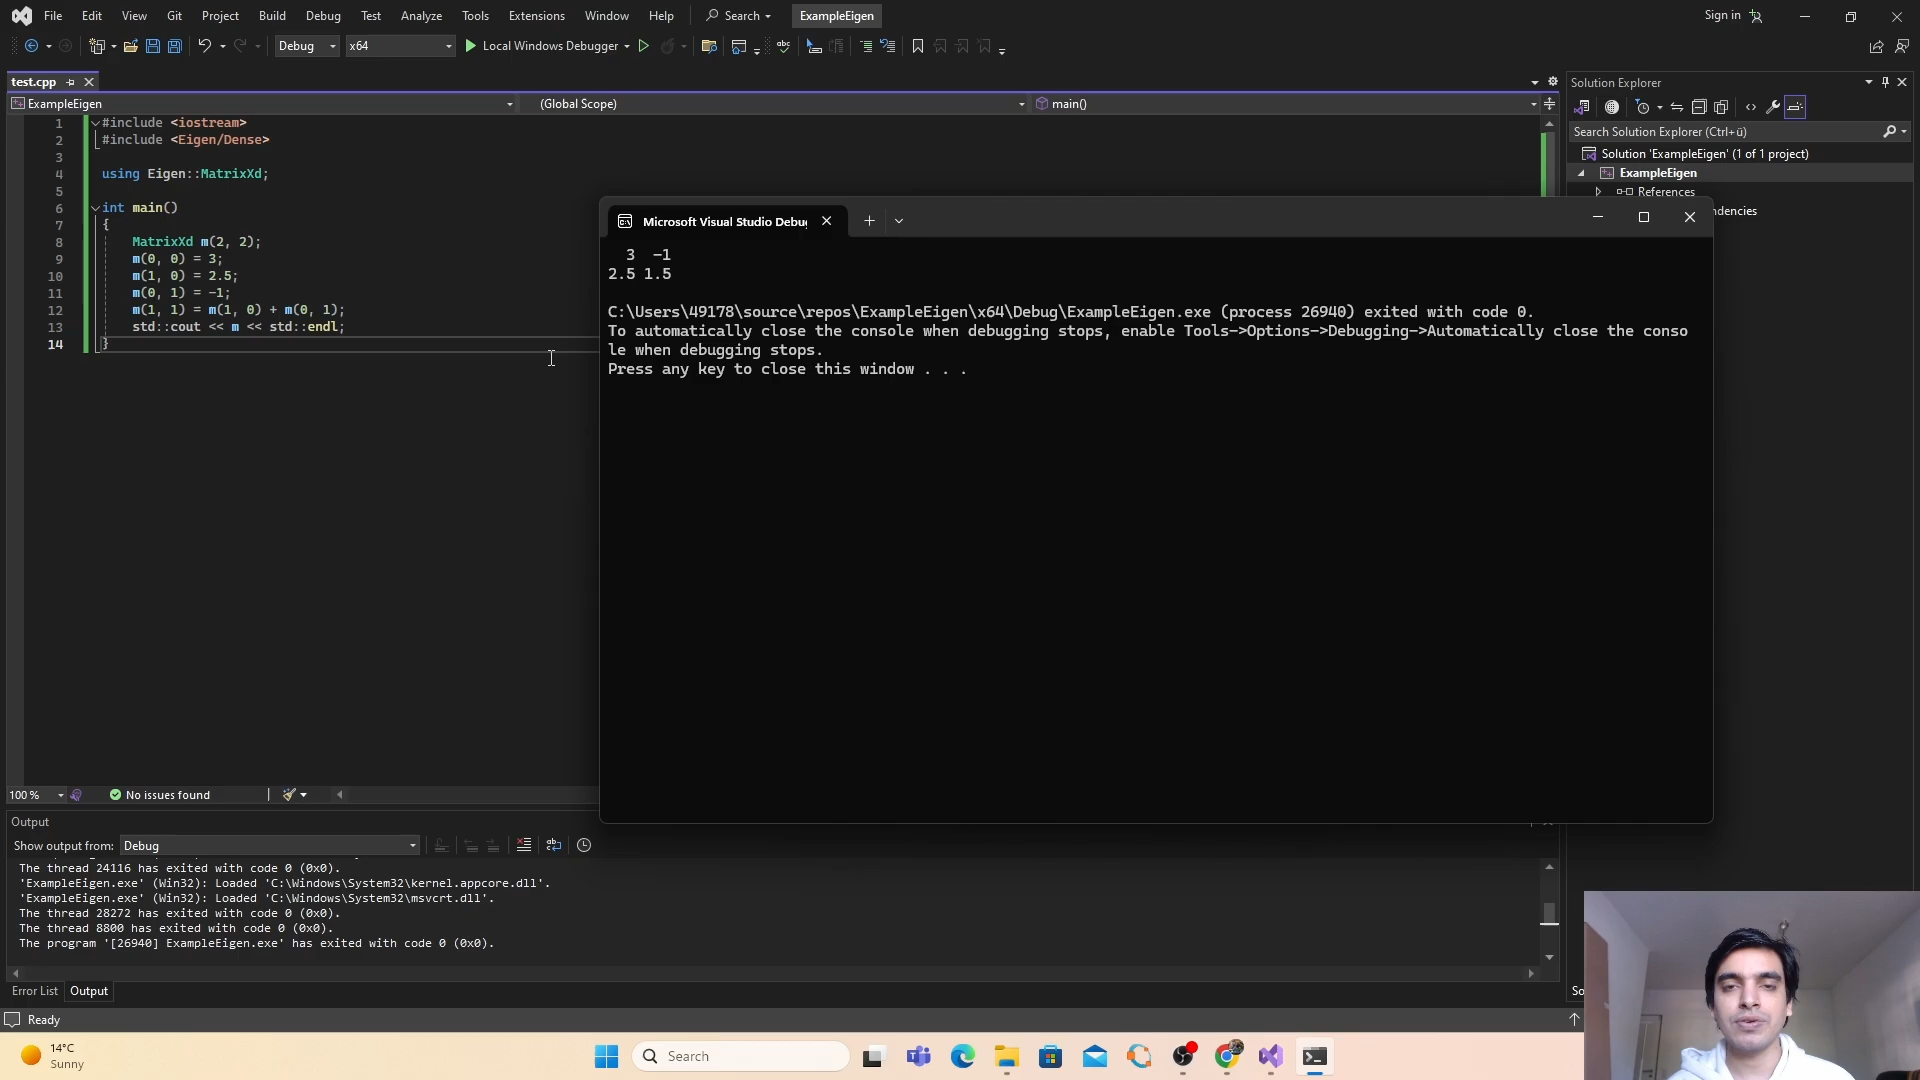 File Edit View Git Project Build Debug Test Analyze Tools Extensions Window Help Search ExampleEigen Sign in
Debug x64 Local Windows Debugger
test.cpp
ExampleEigen (Global Scope) main()
1 #include <iostream>
2 #include <Eigen/Dense>
3
4 using Eigen::MatrixXd;
5
6 int main()
7 {
8 MatrixXd m(2, 2);
9 m(0, 0) = 3;
10 m(1, 0) = 2.5;
11 m(0, 1) = -1;
12 m(1, 1) = m(1, 0) + m(0, 1);
13 std::cout << m << std::endl;
14 }
Solution Explorer
Search Solution Explorer (Ctrl+ü)
Solution 'ExampleEigen' (1 of 1 project)
ExampleEigen
References
ndencies
Microsoft Visual Studio Debu
3 -1
2.5 1.5
C:\Users\49178\source\repos\ExampleEigen\x64\Debug\ExampleEigen.exe (process 26940) exited with code 0.
To automatically close the console when debugging stops, enable Tools->Options->Debugging->Automatically close the conso
le when debugging stops.
Press any key to close this window . . .
100 % No issues found
Output
Show output from: Debug
The thread 24116 has exited with code 0 (0x0).
'ExampleEigen.exe' (Win32): Loaded 'C:\Windows\System32\kernel.appcore.dll'.
'ExampleEigen.exe' (Win32): Loaded 'C:\Windows\System32\msvcrt.dll'.
The thread 28272 has exited with code 0 (0x0).
The thread 8800 has exited with code 0 (0x0).
The program '[26940] ExampleEigen.exe' has exited with code 0 (0x0).
Error List Output
So
Ready
14°C
Sunny
Search